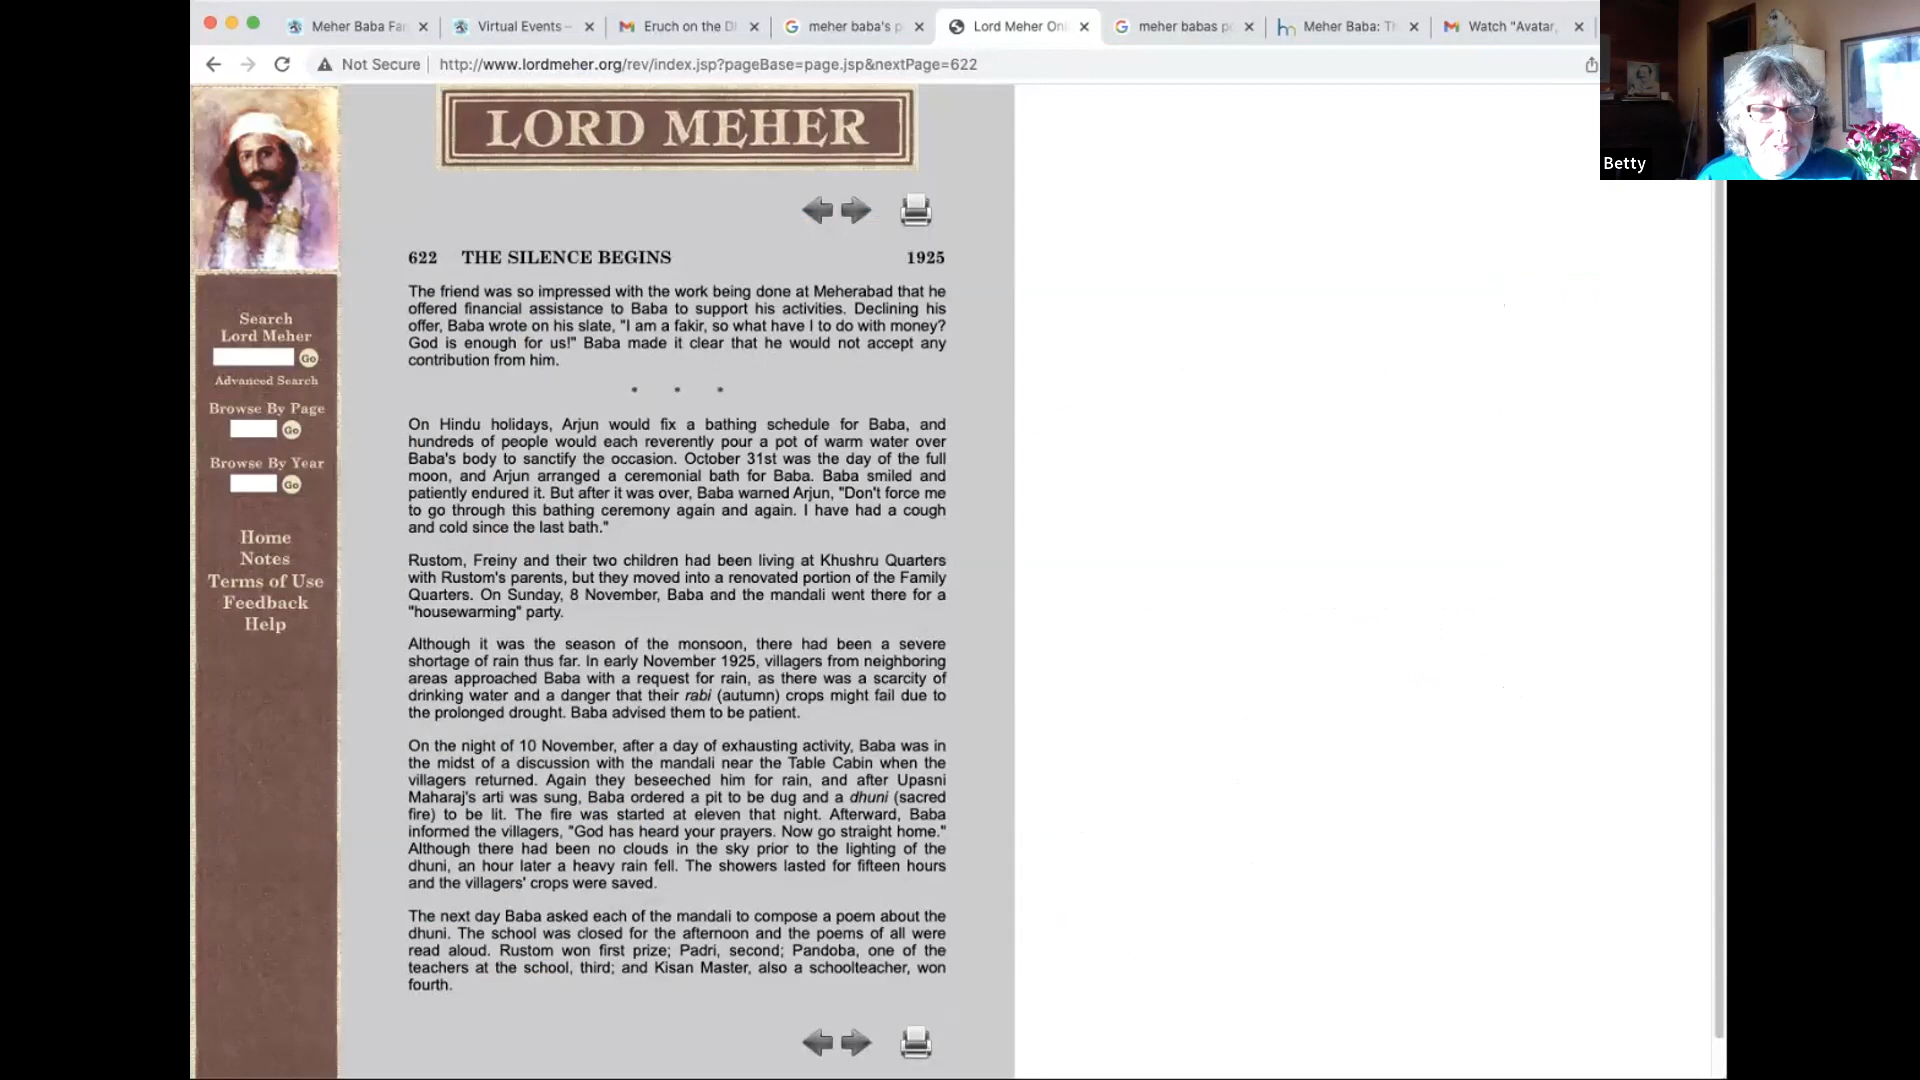 Meher Baba Far
Virtual Events –
Eruch on the D
meher baba's p
Lord Meher Onl
meher babas p
Meher Baba: Th
Watch "Avatar,
Not Secure
http://www.lordmeher.org/rev/index.jsp?pageBase=page.jsp&nextPage=622
Betty
LORD MEHER
Search
Lord Meher
Go
Advanced Search
Browse By Page
Go
Browse By Year
Go
Home
Notes
Terms of Use
Feedback
Help
622 THE SILENCE BEGINS 1925
The friend was so impressed with the work being done at Meherabad that he
offered financial assistance to Baba to support his activities. Declining his
offer, Baba wrote on his slate, "I am a fakir, so what have I to do with money?
God is enough for us!" Baba made it clear that he would not accept any
contribution from him.
* * *
On Hindu holidays, Arjun would fix a bathing schedule for Baba, and
hundreds of people would each reverently pour a pot of warm water over
Baba's body to sanctify the occasion. October 31st was the day of the full
moon, and Arjun arranged a ceremonial bath for Baba. Baba smiled and
patiently endured it. But after it was over, Baba warned Arjun, "Don't force me
to go through this bathing ceremony again and again. I have had a cough
and cold since the last bath."
Rustom, Freiny and their two children had been living at Khushru Quarters
with Rustom's parents, but they moved into a renovated portion of the Family
Quarters. On Sunday, 8 November, Baba and the mandali went there for a
"housewarming" party.
Although it was the season of the monsoon, there had been a severe
shortage of rain thus far. In early November 1925, villagers from neighboring
areas approached Baba with a request for rain, as there was a scarcity of
drinking water and a danger that their rabi (autumn) crops might fail due to
the prolonged drought. Baba advised them to be patient.
On the night of 10 November, after a day of exhausting activity, Baba was in
the midst of a discussion with the mandali near the Table Cabin when the
villagers returned. Again they beseeched him for rain, and after Upasni
Maharaj's arti was sung, Baba ordered a pit to be dug and a dhuni (sacred
fire) to be lit. The fire was started at eleven that night. Afterward, Baba
informed the villagers, "God has heard your prayers. Now go straight home."
Although there had been no clouds in the sky prior to the lighting of the
dhuni, an hour later a heavy rain fell. The showers lasted for fifteen hours
and the villagers' crops were saved.
The next day Baba asked each of the mandali to compose a poem about the
dhuni. The school was closed for the afternoon and the poems of all were
read aloud. Rustom won first prize; Padri, second; Pandoba, one of the
teachers at the school, third; and Kisan Master, also a schoolteacher, won
fourth.